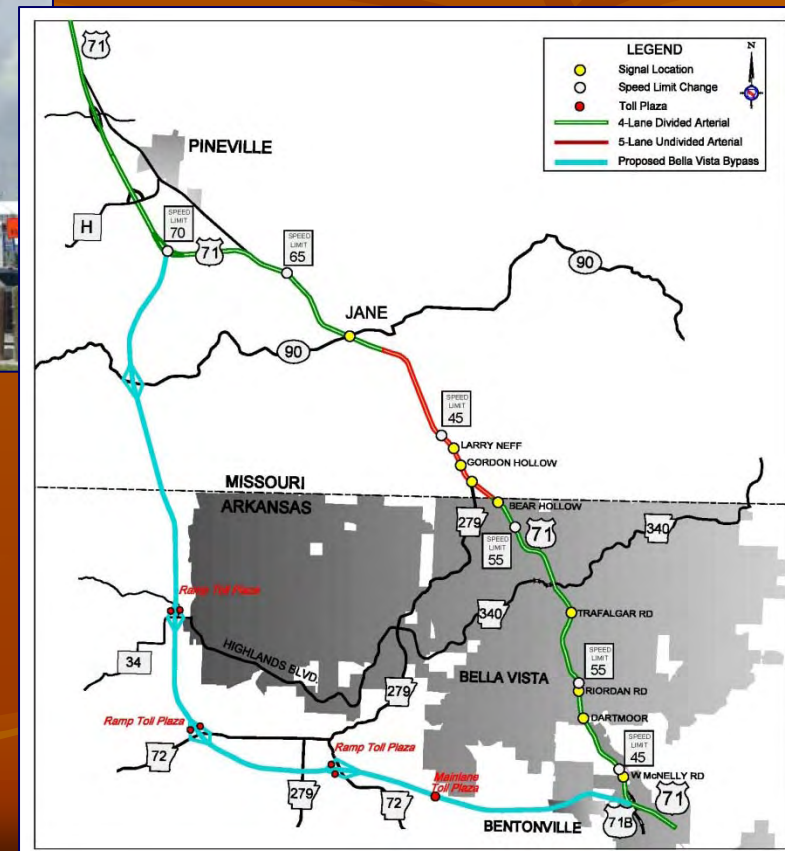 71
LEGEND
N
Signal Location
Speed Limit Change
Toll Plaza
4-Lane Divided Arterial
5-Lane Undivided Arterial
Proposed Bella Vista Bypass
PINEVILLE
H
SPEED
LIMIT
70
71
SPEED
LIMIT
65
90
JANE
90
SPEED
LIMIT
45
LARRY NEFF
GORDON HOLLOW
MISSOURI
ARKANSAS
BEAR HOLLOW
279
71
340
SPEED
LIMIT
55
Ramp Toll Plaza
340
TRAFALGAR RD
34
HIGHLANDS BLVD.
SPEED
LIMIT
55
BELLA VISTA
279
RIORDAN RD
Ramp Toll Plaza
DARTMOOR
72
Ramp Toll Plaza
SPEED
LIMIT
45
Mainlane
Toll Plaza
W McNELLY RD
279
72
71
BENTONVILLE
71B